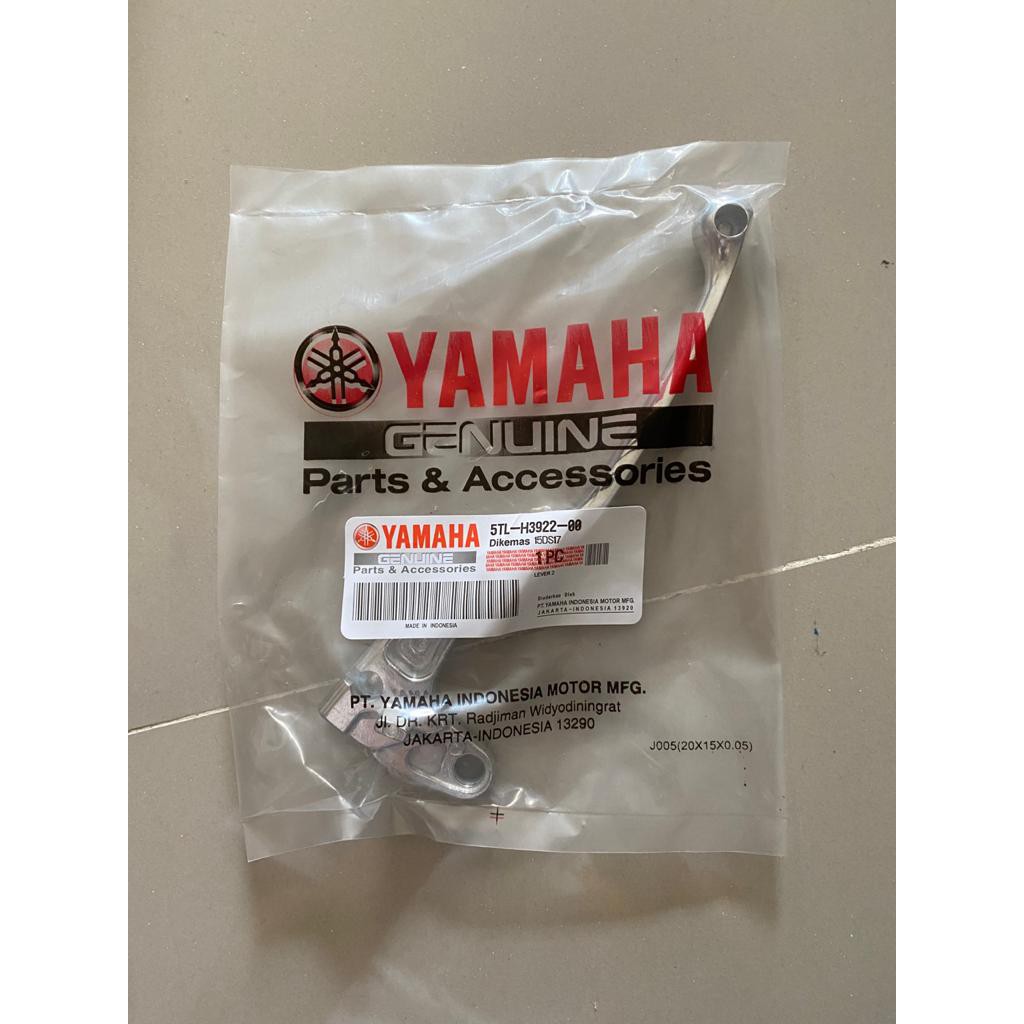 YAMAHA
GENUINE
Parts & Accessories
YAMAHA 5TL-H3922-00
GENUINE Dikemas 15DS17
Parts & Accessories 1 PC
LEVER 2
PT. YAMAHA INDONESIA MOTOR MFG.
JAKARTA-INDONESIA 13920
MADE IN INDONESIA
PT. YAMAHA INDONESIA MOTOR MFG.
Jl. DR. KRT. Radjiman Widyodiningrat
JAKARTA-INDONESIA 13290
J005(20X15X0.05)